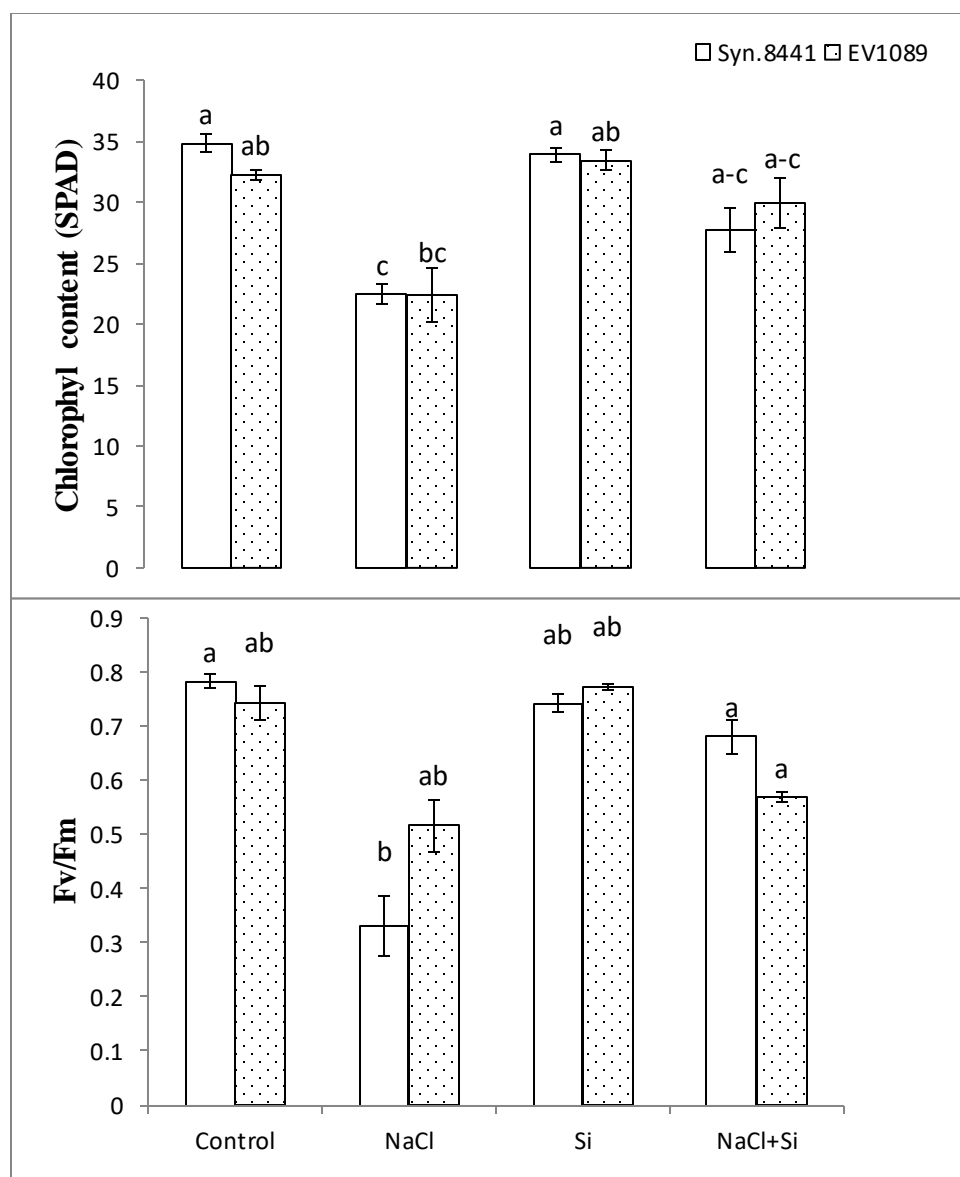 Syn.8441 EV1089
Chlorophyl content (SPAD)
40
35
30
25
20
15
10
5
0
a
ab
c
bc
a
ab
a-c
a-c
Fv/Fm
0.9
0.8
0.7
0.6
0.5
0.4
0.3
0.2
0.1
0
a
ab
b
ab
ab
ab
a
a
Control NaCl Si NaCl+Si